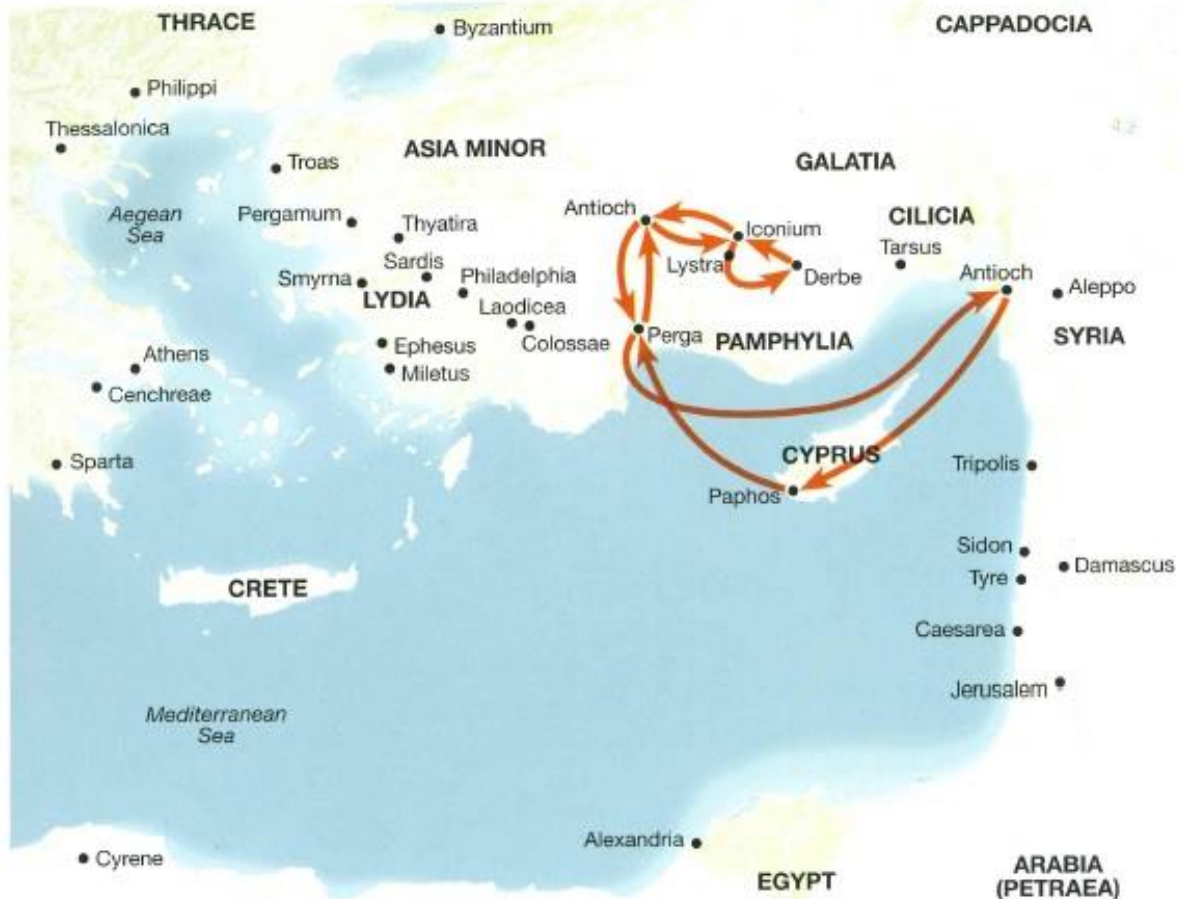 THRACE
Byzantium
CAPPADOCIA
Philippi
Thessalonica
ASIA MINOR
Troas
GALATIA
Aegean
Sea
Pergamum
Thyatira
Antioch
Iconium
CILICIA
Tarsus
Sardis
Smyrna
LYDIA
Philadelphia
Lystra
Derbe
Antioch
Aleppo
Laodicea
Colossae
Perga
PAMPHYLIA
SYRIA
Athens
Cenchreae
Ephesus
Miletus
Sparta
CYPRUS
Paphos
Tripolis
Sidon
Damascus
Tyre
CRETE
Caesarea
Jerusalem
Mediterranean
Sea
Alexandria
Cyrene
EGYPT
ARABIA
(PETRAEA)